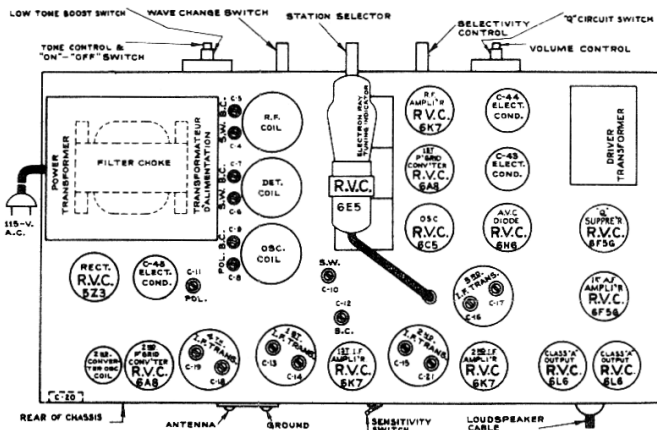 LOW TONE BOOST SWITCH
WAVE CHANGE SWITCH
STATION SELECTOR
"Q" CIRCUIT SWITCH
SELECTIVITY
CONTROL
TONE CONTROL &
"ON"-"OFF" SWITCH
VOLUME CONTROL
POWER
TRANSFORMER
FILTER CHOKE
TRANSFORMATEUR
D'ALIMENTATION
115-V.
A.C.
C-5
S.W. B.C.
C-4
R.F.
COIL
C-7
S.W. B.C.
C-6
DET.
COIL
C-9
POL. B.C.
C-8
OSC.
COIL
ELECTRON RAY
TUNING INDICATOR
R.V.C.
6E5
R.F.
AMPLI'R
R.V.C.
6K7
C-44
ELECT.
COND.
1ST
P'GRID
CONV'TER
R.V.C.
6A8
C-43
ELECT.
COND.
OSC
R.V.C.
6C5
A.V.C
DIODE
R.V.C.
6H6
DRIVER
TRANSFORMER
"Q"
SUPPRE'R
R.V.C.
6F5G
RECT.
R.V.C.
5Z3
C-45
ELECT.
COND.
C-11
POL.
S.W.
C-10
C-12
B.C.
3RD.
I.F. TRANS.
C-16
C-17
1ST A.F
AMPLI'R
R.V.C.
6F5G
2ND.
CONVER-
TER OSC
COIL
2ND
P'GRID
CONV'TER
R.V.C.
6A8
4TH.
I.F. TRANS.
C-19
C-18
1ST
I.F. TRANS.
C-13
C-14
1ST I.F
AMPLI'R
R.V.C.
6K7
2ND.
I.F. TRANS.
C-15
C-21
2ND I.F
AMPLI'R
R.V.C.
6K7
CLASS "A"
OUTPUT
R.V.C.
6L6
CLASS "A"
OUTPUT
R.V.C.
6L6
C-20
REAR OF CHASSIS
ANTENNA
GROUND
SENSITIVITY
SWITCH
LOUDSPEAKER
CABLE